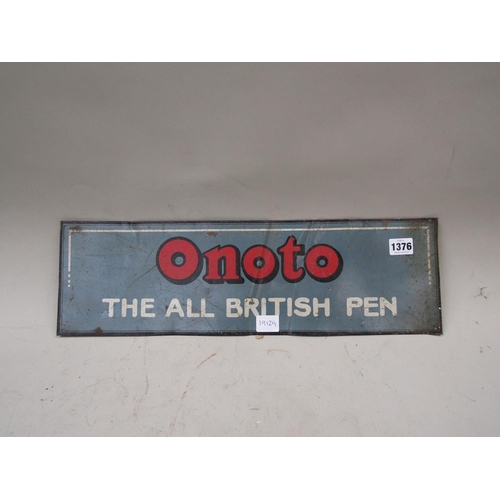 Onoto
1376
THE ALL BRITISH PEN